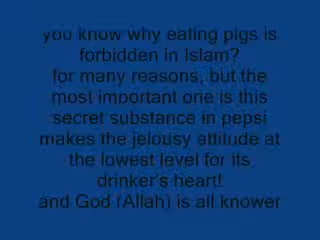 you know why eating pigs is
forbidden in Islam?
for many reasons, but the
most important one is this
secret substance in pepsi
makes the jelousy attitude at
the lowest level for its
drinker's heart!
and God (Allah) is all knower